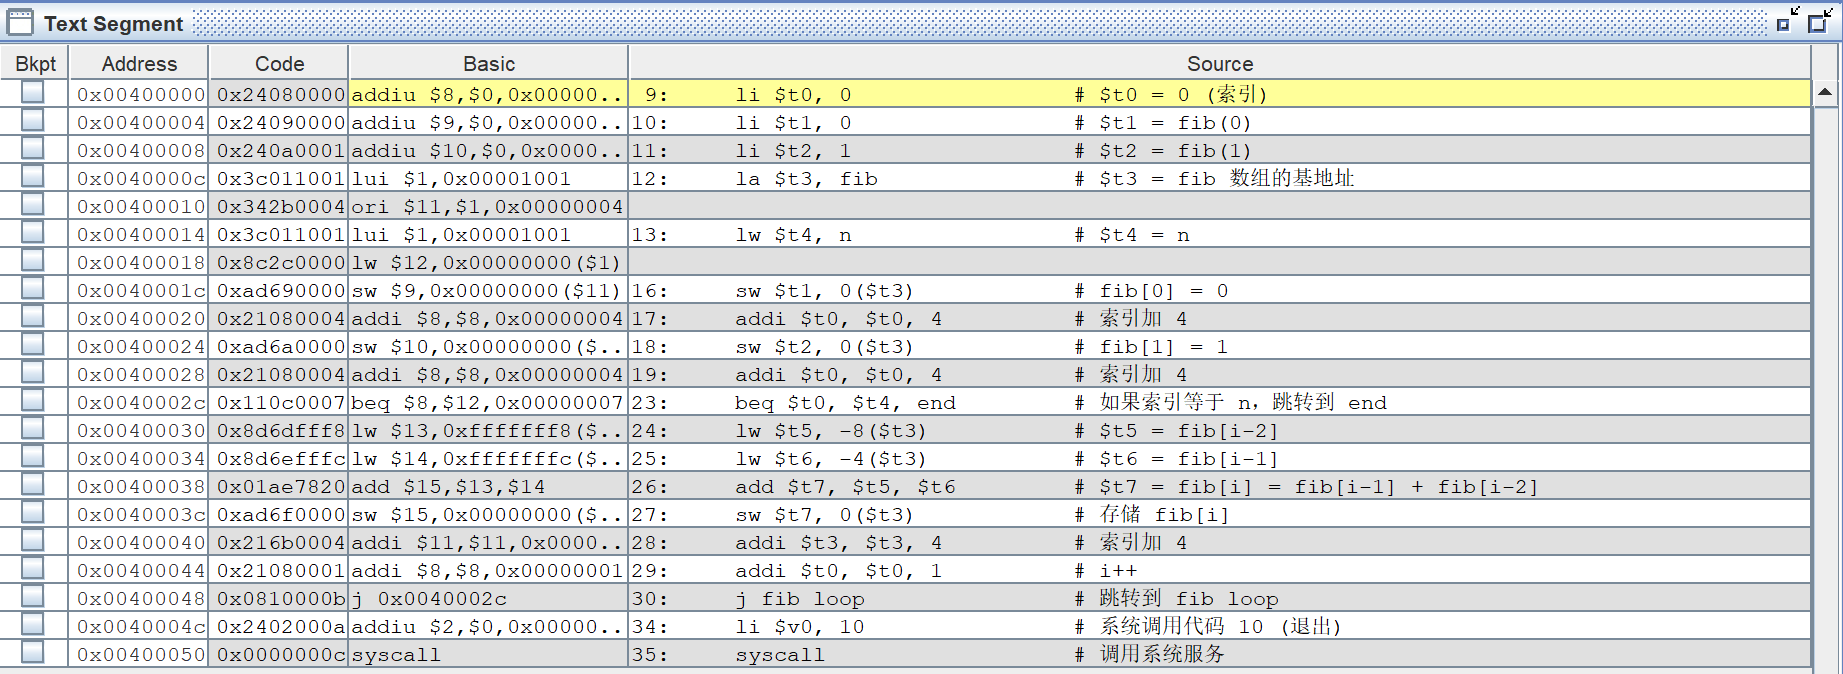 Text Segment
Bkpt Address Code Basic Source
0x00400000 0x24080000 addiu $8,$0,0x00000.. 9: li $t0, 0 # $t0 = 0 (索引)
0x00400004 0x24090000 addiu $9,$0,0x00000.. 10: li $t1, 0 # $t1 = fib(0)
0x00400008 0x240a0001 addiu $10,$0,0x0000.. 11: li $t2, 1 # $t2 = fib(1)
0x0040000c 0x3c011001 lui $1,0x00001001 12: la $t3, fib # $t3 = fib 数组的基地址
0x00400010 0x342b0004 ori $11,$1,0x00000004
0x00400014 0x3c011001 lui $1,0x00001001 13: lw $t4, n # $t4 = n
0x00400018 0x8c2c0000 lw $12,0x00000000($1)
0x0040001c 0xad690000 sw $9,0x00000000($11) 16: sw $t1, 0($t3) # fib[0] = 0
0x00400020 0x21080004 addi $8,$8,0x00000004 17: addi $t0, $t0, 4 # 索引加 4
0x00400024 0xad6a0000 sw $10,0x00000000($.. 18: sw $t2, 0($t3) # fib[1] = 1
0x00400028 0x21080004 addi $8,$8,0x00000004 19: addi $t0, $t0, 4 # 索引加 4
0x0040002c 0x110c0007 beq $8,$12,0x00000007 23: beq $t0, $t4, end # 如果索引等于 n，跳转到 end
0x00400030 0x8d6dfff8 lw $13,0xfffffff8($.. 24: lw $t5, -8($t3) # $t5 = fib[i-2]
0x00400034 0x8d6efffc lw $14,0xfffffffc($.. 25: lw $t6, -4($t3) # $t6 = fib[i-1]
0x00400038 0x01ae7820 add $15,$13,$14 26: add $t7, $t5, $t6 # $t7 = fib[i] = fib[i-1] + fib[i-2]
0x0040003c 0xad6f0000 sw $15,0x00000000($.. 27: sw $t7, 0($t3) # 存储 fib[i]
0x00400040 0x216b0004 addi $11,$11,0x0000.. 28: addi $t3, $t3, 4 # 索引加 4
0x00400044 0x21080001 addi $8,$8,0x00000001 29: addi $t0, $t0, 1 # i++
0x00400048 0x0810000b j 0x0040002c 30: j fib_loop # 跳转到 fib_loop
0x0040004c 0x2402000a addiu $2,$0,0x00000.. 34: li $v0, 10 # 系统调用代码 10 (退出)
0x00400050 0x0000000c syscall 35: syscall # 调用系统服务